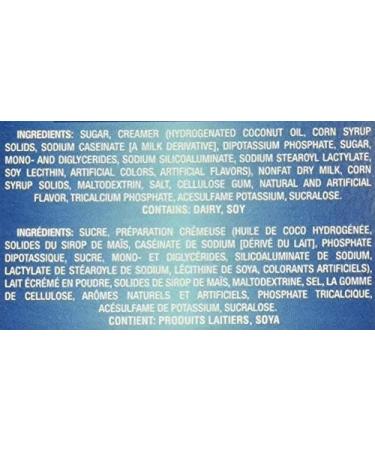 INGREDIENTS: SUGAR, CREAMER (HYDROGENATED COCONUT OIL, CORN SYRUP
SOLIDS, SODIUM CASEINATE [A MILK DERIVATIVE], DIPOTASSIUM PHOSPHATE, SUGAR,
MONO- AND DIGLYCERIDES, SODIUM SILICOALUMINATE, SODIUM STEAROYL LACTYLATE,
SOY LECITHIN, ARTIFICIAL COLORS, ARTIFICIAL FLAVORS), NONFAT DRY MILK, CORN
SYRUP SOLIDS, MALTODEXTRIN, SALT, CELLULOSE GUM, NATURAL AND ARTIFICIAL
FLAVOR, TRICALCIUM PHOSPHATE, ACESULFAME POTASSIUM, SUCRALOSE.
CONTAINS: DAIRY, SOY
INGRÉDIENTS: SUCRE, PRÉPARATION CRÉMEUSE (HUILE DE COCO HYDROGÉNÉE,
SOLIDES DU SIROP DE MAÏS, CASÉINATE DE SODIUM [DÉRIVÉ DU LAIT], PHOSPHATE
DIPOTASSIQUE, SUCRE, MONO- ET DIGLYCÉRIDES, SILICOALUMINATE DE SODIUM,
LACTYLATE DE STÉAROYLE DE SODIUM, LÉCITHINE DE SOYA, COLORANTS ARTIFICIELS),
LAIT ÉCRÉMÉ EN POUDRE, SOLIDES DE SIROP DE MAÏS, MALTODEXTRINE, SEL, LA GOMME
DE CELLULOSE, ARÔMES NATURELS ET ARTIFICIELS, PHOSPHATE TRICALCIQUE,
ACÉSULFAME DE POTASSIUM, SUCRALOSE.
CONTIENT: PRODUITS LAITIERS, SOYA